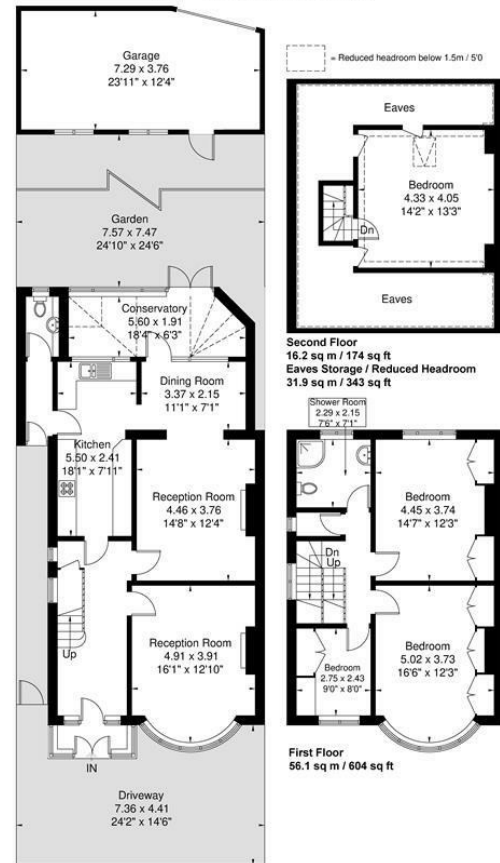 Garage
7.29 x 3.76
23'11" x 12'4"
= Reduced headroom below 1.5m / 5'0
Eaves
Bedroom
4.33 x 4.05
14'2" x 13'3"
Dn
Eaves
Second Floor
16.2 sq m / 174 sq ft
Eaves Storage / Reduced Headroom
31.9 sq m / 343 sq ft
Garden
7.57 x 7.47
24'10" x 24'6"
Conservatory
5.60 x 1.91
18'4" x 6'3"
Dining Room
3.37 x 2.15
11'1" x 7'1"
Kitchen
5.50 x 2.41
18'1" x 7'11"
Reception Room
4.46 x 3.76
14'8" x 12'4"
Up
Reception Room
4.91 x 3.91
16'1" x 12'10"
IN
Driveway
7.36 x 4.41
24'2" x 14'6"
Shower Room
2.29 x 2.15
7'6" x 7'1"
Bedroom
4.45 x 3.74
14'7" x 12'3"
Dn
Up
Bedroom
2.75 x 2.43
9'0" x 8'0"
Bedroom
5.02 x 3.73
16'6" x 12'3"
First Floor
56.1 sq m / 604 sq ft